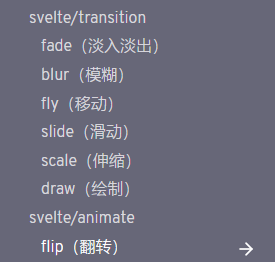 svelte/transition
fade（淡入淡出）
blur（模糊）
fly（移动）
slide（滑动）
scale（伸缩）
draw（绘制）
svelte/animate
flip（翻转）